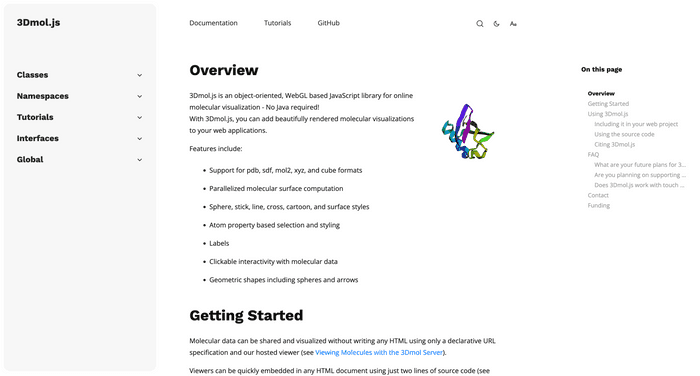 3Dmol.js
Documentation
Tutorials
GitHub
Aa
Classes
Namespaces
Tutorials
Interfaces
Global
Overview
3Dmol.js is an object-oriented, WebGL based JavaScript library for online
molecular visualization - No Java required!
With 3Dmol.js, you can add beautifully rendered molecular visualizations
to your web applications.
Features include:
• Support for pdb, sdf, mol2, xyz, and cube formats
• Parallelized molecular surface computation
• Sphere, stick, line, cross, cartoon, and surface styles
• Atom property based selection and styling
• Labels
• Clickable interactivity with molecular data
• Geometric shapes including spheres and arrows
Getting Started
Molecular data can be shared and visualized without writing any HTML using only a declarative URL
specification and our hosted viewer (see Viewing Molecules with the 3Dmol Server).
Viewers can be quickly embedded in any HTML document using just two lines of source code (see
On this page
Overview
Getting Started
Using 3Dmol.js
Including it in your web project
Using the source code
Citing 3Dmol.js
FAQ
What are your future plans for 3...
Are you planning on supporting ...
Does 3Dmol.js work with touch ...
Contact
Funding